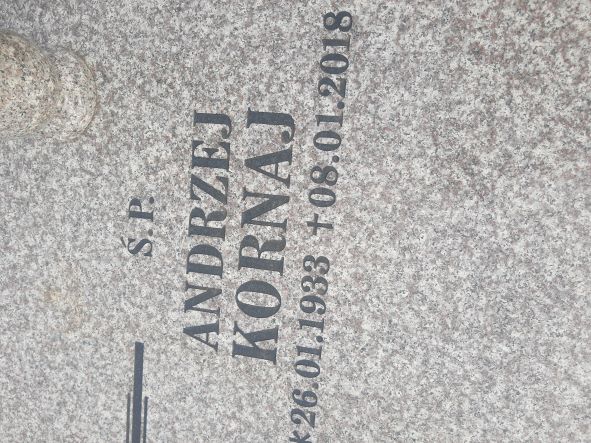 Ś.P.
ANDRZEJ
KORNAJ
*26.01.1933 †08.01.2018